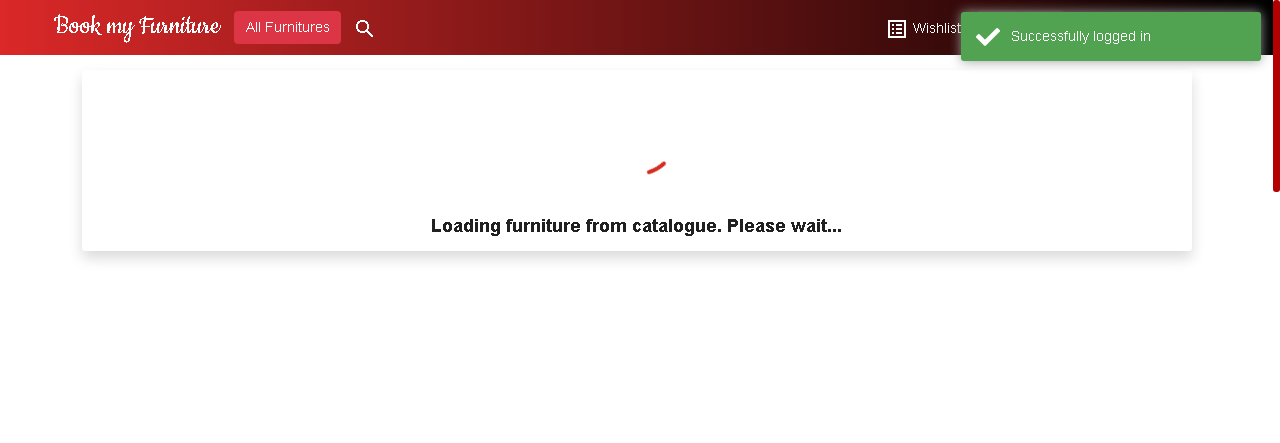 Book my Furniture
All Furnitures
Wishlist
Successfully logged in
Loading furniture from catalogue. Please wait...